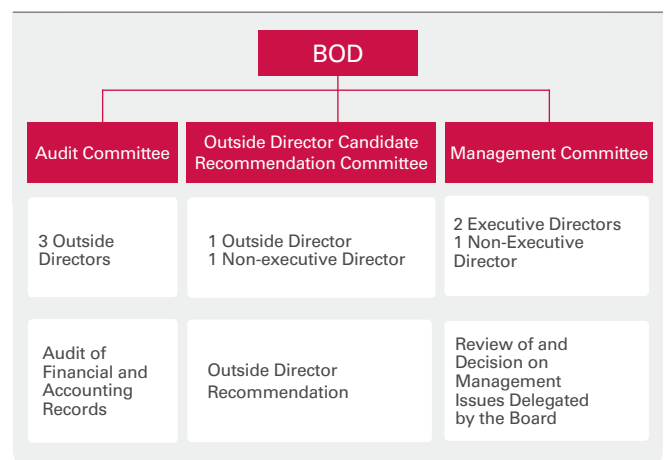 BOD
Audit Committee
Outside Director Candidate
Recommendation Committee
Management Committee
3 Outside
Directors
1 Outside Director
1 Non-executive Director
2 Executive Directors
1 Non-Executive
Director
Audit of
Financial and
Accounting
Records
Outside Director
Recommendation
Review of and
Decision on
Management
Issues Delegated
by the Board